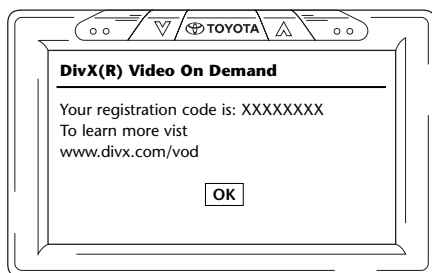 TOYOTA
DivX(R) Video On Demand
Your registration code is: XXXXXXXX
To learn more vist
www.divx.com/vod
OK